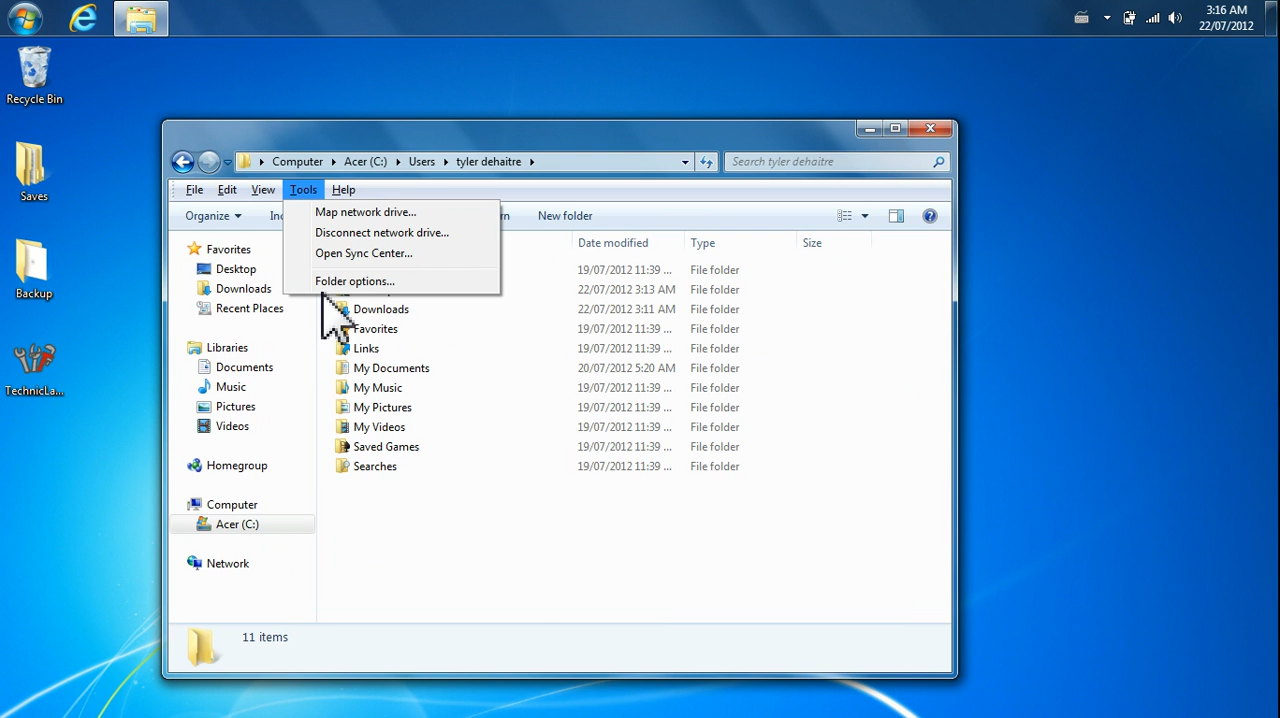 3:16 AM
22/07/2012
Recycle Bin
Saves
Backup
TechnicLa...
Computer Acer (C:) Users tyler dehaitre
Search tyler dehaitre
File Edit View Tools Help
Organize New folder
Map network drive...
Disconnect network drive...
Open Sync Center...
Folder options...
Favorites
Desktop
Downloads
Recent Places
Libraries
Documents
Music
Pictures
Videos
Homegroup
Computer
Acer (C:)
Network
Date modified Type Size
19/07/2012 11:39 ... File folder
22/07/2012 3:13 AM File folder
Downloads 22/07/2012 3:11 AM File folder
Favorites 19/07/2012 11:39 ... File folder
Links 19/07/2012 11:39 ... File folder
My Documents 20/07/2012 5:20 AM File folder
My Music 19/07/2012 11:39 ... File folder
My Pictures 19/07/2012 11:39 ... File folder
My Videos 19/07/2012 11:39 ... File folder
Saved Games 19/07/2012 11:39 ... File folder
Searches 19/07/2012 11:39 ... File folder
11 items